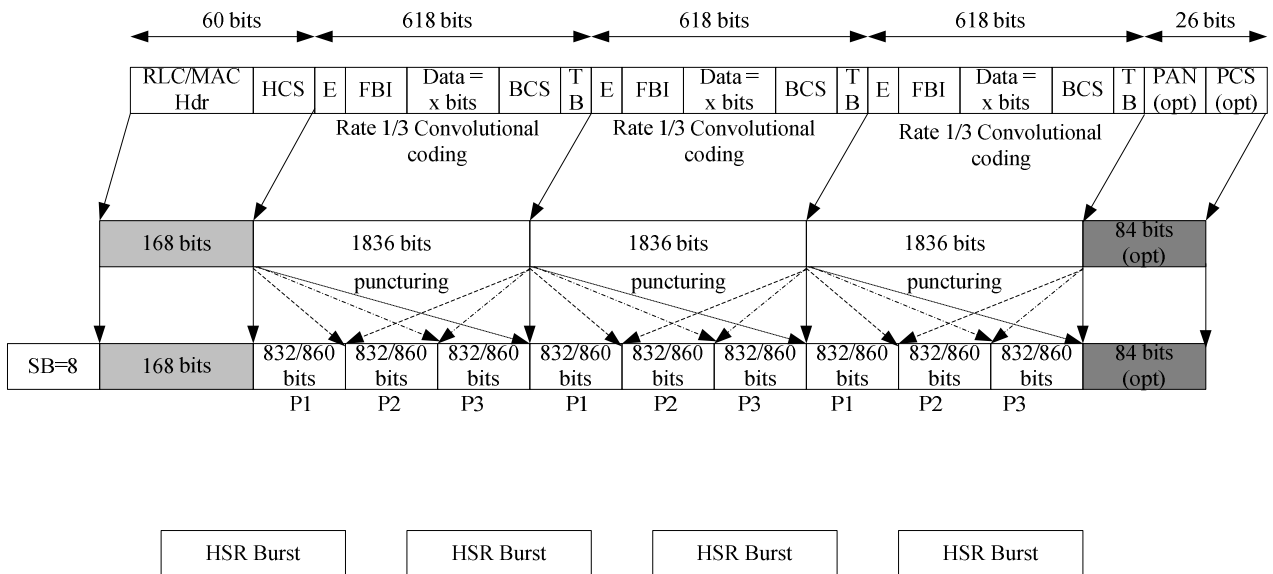 60 bits
618 bits
618 bits
618 bits
26 bits
RLC/MAC
Hdr
HCS
E
FBI
Data =
x bits
BCS
T
B
E
FBI
Data =
x bits
BCS
T
B
E
FBI
Data =
x bits
BCS
T
B
PAN
(opt)
PCS
(opt)
Rate 1/3 Convolutional
coding
Rate 1/3 Convolutional
coding
Rate 1/3 Convolutional
coding
168 bits
1836 bits
1836 bits
1836 bits
84 bits
(opt)
puncturing
puncturing
puncturing
SB=8
168 bits
832/860
bits
832/860
bits
832/860
bits
832/860
bits
832/860
bits
832/860
bits
832/860
bits
832/860
bits
832/860
bits
84 bits
(opt)
P1
P2
P3
P1
P2
P3
P1
P2
P3
HSR Burst
HSR Burst
HSR Burst
HSR Burst